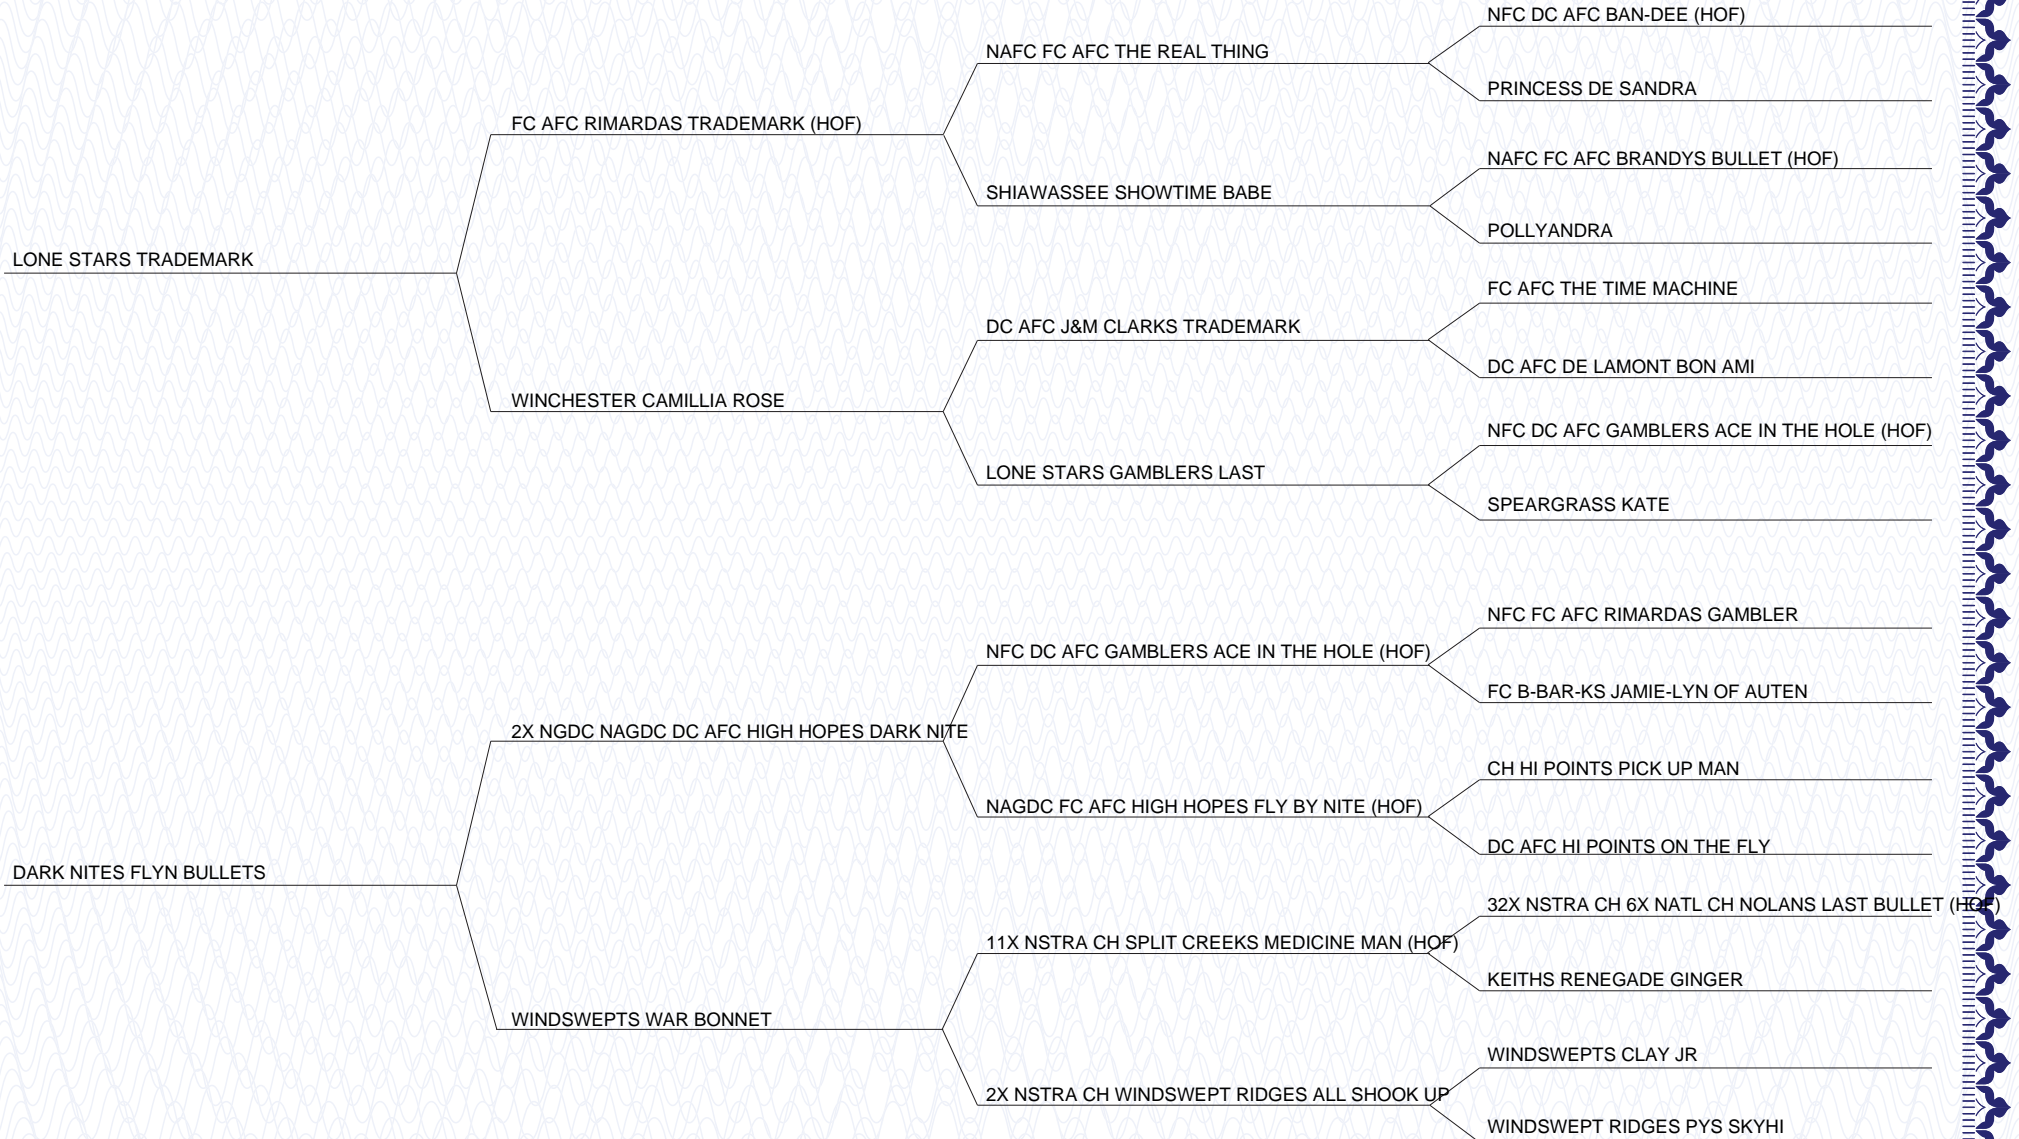 NFC DC AFC BAN-DEE (HOF)
NAFC FC AFC THE REAL THING
PRINCESS DE SANDRA
FC AFC RIMARDAS TRADEMARK (HOF)
NAFC FC AFC BRANDYS BULLET (HOF)
SHIAWASSEE SHOWTIME BABE
POLLYANDRA
LONE STARS TRADEMARK
FC AFC THE TIME MACHINE
DC AFC J&M CLARKS TRADEMARK
DC AFC DE LAMONT BON AMI
WINCHESTER CAMILLIA ROSE
NFC DC AFC GAMBLERS ACE IN THE HOLE (HOF)
LONE STARS GAMBLERS LAST
SPEARGRASS KATE
NFC FC AFC RIMARDAS GAMBLER
NFC DC AFC GAMBLERS ACE IN THE HOLE (HOF)
FC B-BAR-KS JAMIE-LYN OF AUTEN
2X NGDC NAGDC DC AFC HIGH HOPES DARK NITE
CH HI POINTS PICK UP MAN
NAGDC FC AFC HIGH HOPES FLY BY NITE (HOF)
DC AFC HI POINTS ON THE FLY
DARK NITES FLYN BULLETS
32X NSTRA CH 6X NATL CH NOLANS LAST BULLET (HOF)
11X NSTRA CH SPLIT CREEKS MEDICINE MAN (HOF)
KEITHS RENEGADE GINGER
WINDSWEPTS WAR BONNET
WINDSWEPTS CLAY JR
2X NSTRA CH WINDSWEPT RIDGES ALL SHOOK UP
WINDSWEPT RIDGES PYS SKYHI